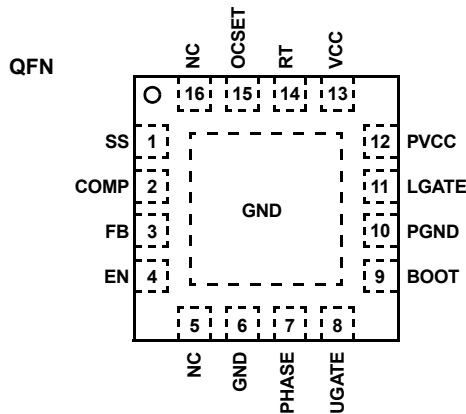 QFN
NC
OCSET
RT
VCC
16
15
14
13
SS 1
12 PVCC
COMP 2
11 LGATE
GND
FB 3
10 PGND
EN 4
9 BOOT
5
6
7
8
NC
GND
PHASE
UGATE